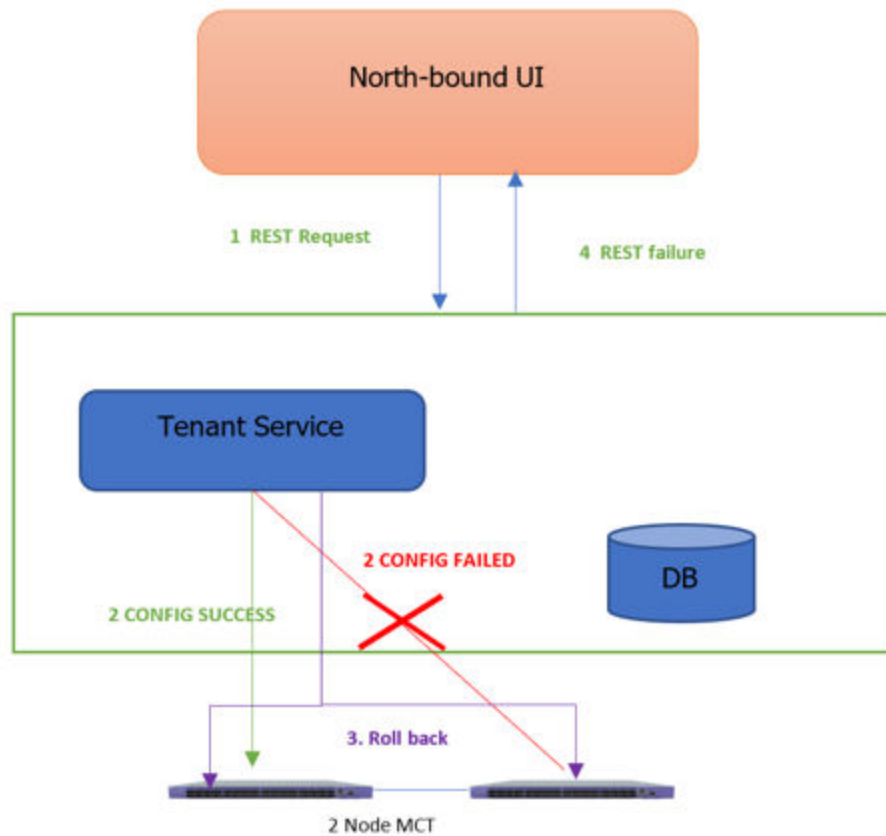 North-bound UI
1 REST Request
4 REST failure
Tenant Service
2 CONFIG FAILED
DB
2 CONFIG SUCCESS
3. Roll back
2 Node MCT